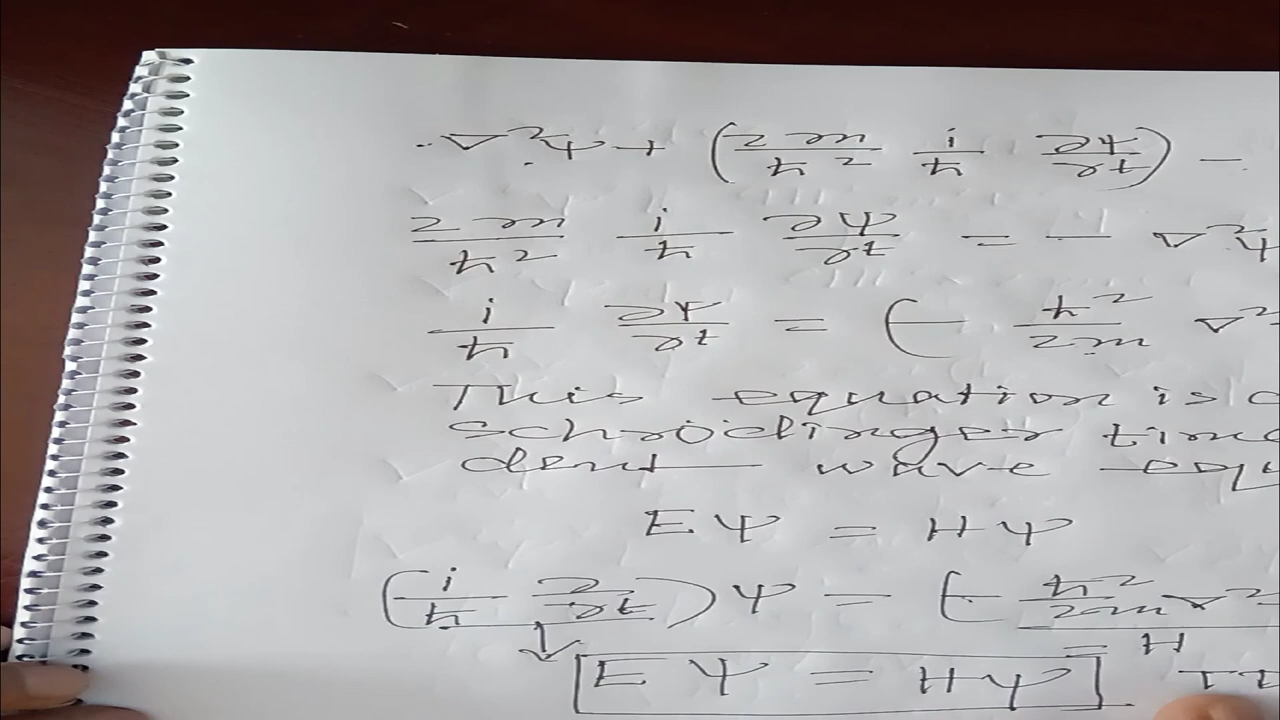 ∇²ψ + (2m/ħ² i/ħ ∂ψ/∂t) –
2m/ħ² i/ħ ∂ψ/∂t = – ∇²ψ
i/ħ ∂ψ/∂t = (– ħ²/2m ∇²
This equation is
Schrodinger time
dent wave equ
Eψ = Hψ
(i/ħ ∂/∂t)ψ = (– ħ²/2m ∇²
= H
Eψ = Hψ